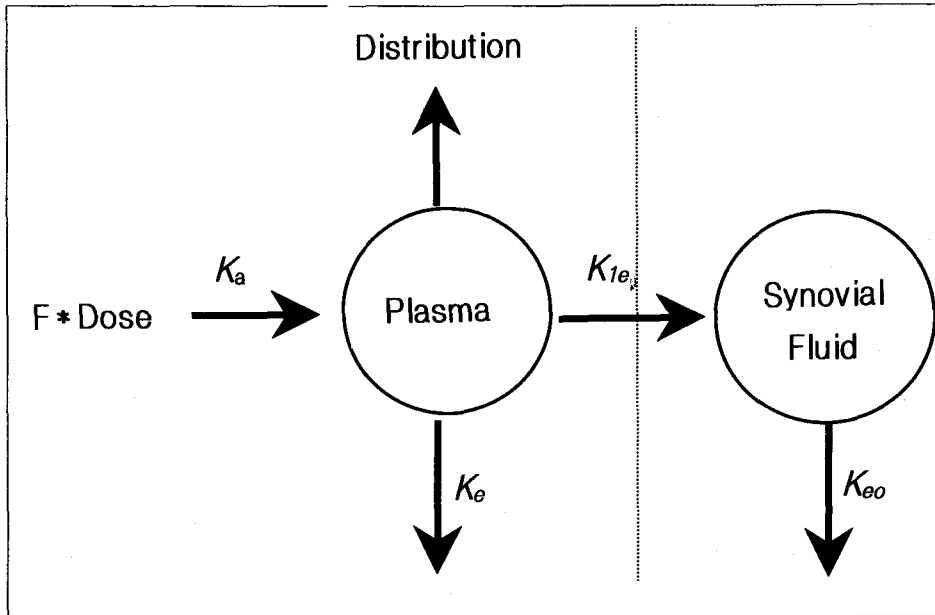 Distribution
Ka
K1e
F*Dose
Plasma
Synovial
Fluid
Ke
Keo